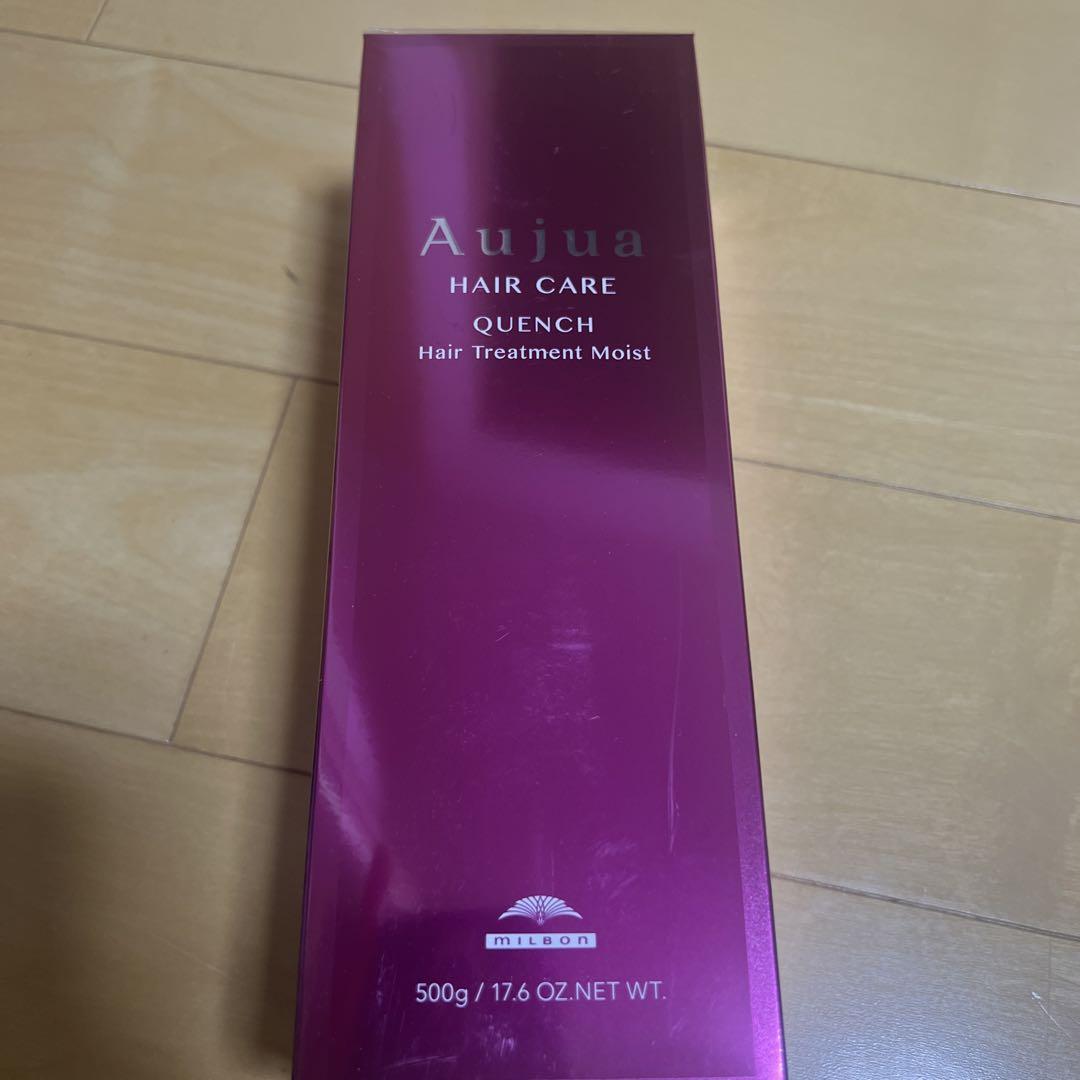 Aujua
HAIR CARE
QUENCH
Hair Treatment Moist
MILBON
500g / 17.6 OZ.NET WT.